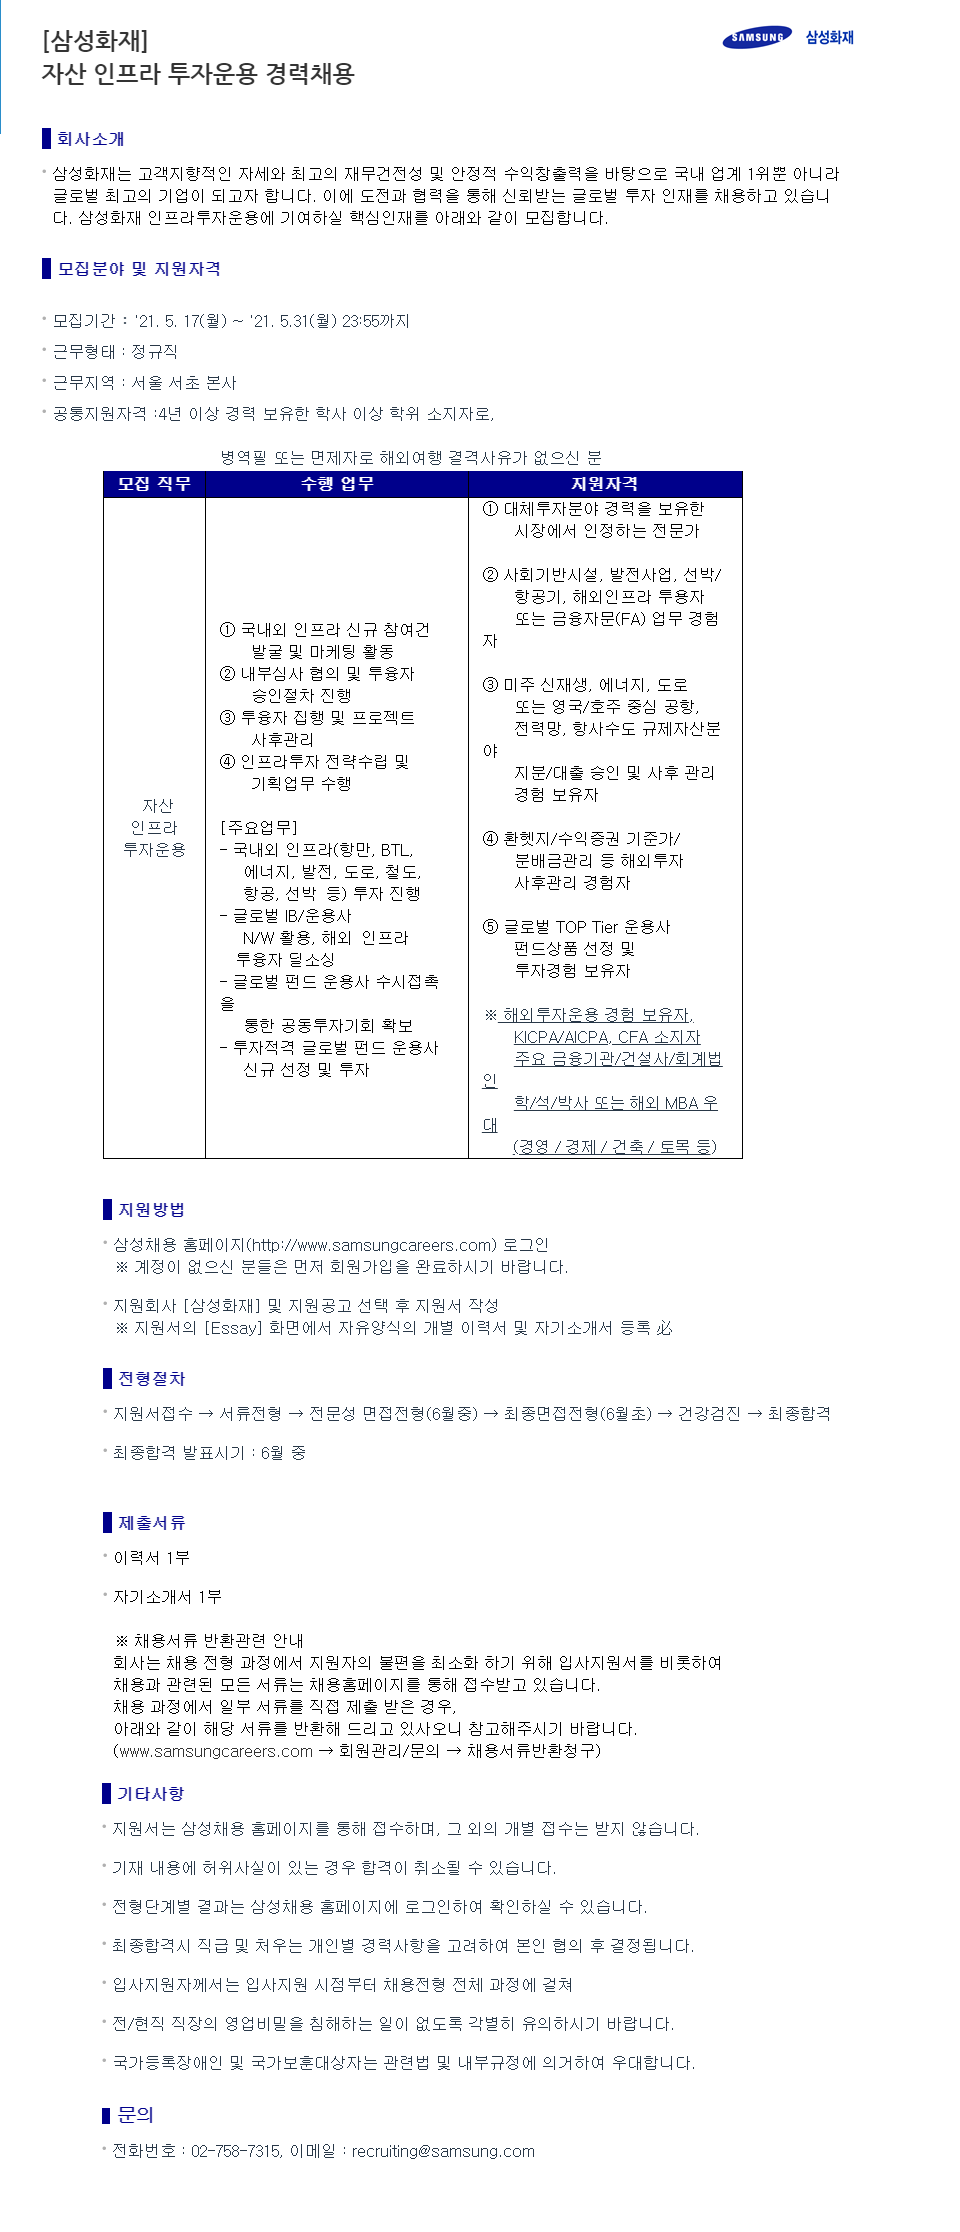 [삼성화재]
자산 인프라 투자운용 경력채용
SAMSUNG 삼성화재
회사소개
• 삼성화재는 고객지향적인 자세와 최고의 재무건전성 및 안정적 수익창출력을 바탕으로 국내 업계 1위뿐 아니라
글로벌 최고의 기업이 되고자 합니다. 이에 도전과 협력을 통해 신뢰받는 글로벌 투자 인재를 채용하고 있습니
다. 삼성화재 인프라투자운용에 기여하실 핵심인재를 아래와 같이 모집합니다.
모집분야 및 지원자격
• 모집기간 : '21. 5. 17(월) ~ '21. 5.31(월) 23:55까지
• 근무형태 : 정규직
• 근무지역 : 서울 서초 본사
• 공통지원자격 :4년 이상 경력 보유한 학사 이상 학위 소지자로,
병역필 또는 면제자로 해외여행 결격사유가 없으신 분
모집 직무 수행 업무 지원자격
자산
인프라
투자운용
① 국내외 인프라 신규 참여건
발굴 및 마케팅 활동
② 내부심사 협의 및 투융자
승인절차 진행
③ 투융자 집행 및 프로젝트
사후관리
④ 인프라투자 전략수립 및
기획업무 수행
[주요업무]
- 국내외 인프라(항만, BTL,
에너지, 발전, 도로, 철도,
항공, 선박 등) 투자 진행
- 글로벌 IB/운용사
N/W 활용, 해외 인프라
투융자 딜소싱
- 글로벌 펀드 운용사 수시접촉
을
통한 공동투자기회 확보
- 투자적격 글로벌 펀드 운용사
신규 선정 및 투자
① 대체투자분야 경력을 보유한
시장에서 인정하는 전문가
② 사회기반시설, 발전사업, 선박/
항공기, 해외인프라 투용자
또는 금융자문(FA) 업무 경험
자
③ 미주 신재생, 에너지, 도로
또는 영국/호주 중심 공항,
전력망, 항사수도 규제자산분
야
지분/대출 승인 및 사후 관리
경험 보유자
④ 환헷지/수익증권 기준가/
분배금관리 등 해외투자
사후관리 경험자
⑤ 글로벌 TOP Tier 운용사
펀드상품 선정 및
투자경험 보유자
※ 해외투자운용 경험 보유자,
KICPA/AICPA, CFA 소지자
주요 금융기관/건설사/회계법
인
학/석/박사 또는 해외 MBA 우
대
(경영 / 경제 / 건축 / 토목 등)
지원방법
• 삼성채용 홈페이지(http://www.samsungcareers.com) 로그인
※ 계정이 없으신 분들은 먼저 회원가입을 완료하시기 바랍니다.
• 지원회사 [삼성화재] 및 지원공고 선택 후 지원서 작성
※ 지원서의 [Essay] 화면에서 자유양식의 개별 이력서 및 자기소개서 등록 必
전형절차
• 지원서접수 → 서류전형 → 전문성 면접전형(6월중) → 최종면접전형(6월초) → 건강검진 → 최종합격
• 최종합격 발표시기 : 6월 중
제출서류
• 이력서 1부
• 자기소개서 1부
※ 채용서류 반환관련 안내
회사는 채용 전형 과정에서 지원자의 불편을 최소화 하기 위해 입사지원서를 비롯하여
채용과 관련된 모든 서류는 채용홈페이지를 통해 접수받고 있습니다.
채용 과정에서 일부 서류를 직접 제출 받은 경우,
아래와 같이 해당 서류를 반환해 드리고 있사오니 참고해주시기 바랍니다.
(www.samsungcareers.com → 회원관리/문의 → 채용서류반환청구)
기타사항
• 지원서는 삼성채용 홈페이지를 통해 접수하며, 그 외의 개별 접수는 받지 않습니다.
• 기재 내용에 허위사실이 있는 경우 합격이 취소될 수 있습니다.
• 전형단계별 결과는 삼성채용 홈페이지에 로그인하여 확인하실 수 있습니다.
• 최종합격시 직급 및 처우는 개인별 경력사항을 고려하여 본인 협의 후 결정됩니다.
• 입사지원자께서는 입사지원 시점부터 채용전형 전체 과정에 걸쳐
• 전/현직 직장의 영업비밀을 침해하는 일이 없도록 각별히 유의하시기 바랍니다.
• 국가등록장애인 및 국가보훈대상자는 관련법 및 내부규정에 의거하여 우대합니다.
문의
• 전화번호 : 02-758-7315, 이메일 : recruiting@samsung.com